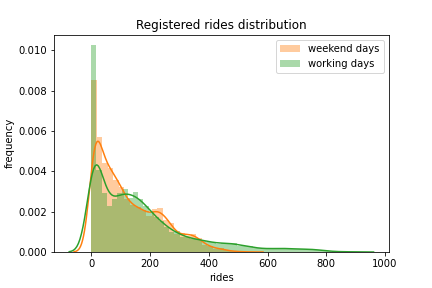 Registered rides distribution
weekend days
working days
frequency
0.010
0.008
0.006
0.004
0.002
0.000
0 200 400 600 800 1000
rides